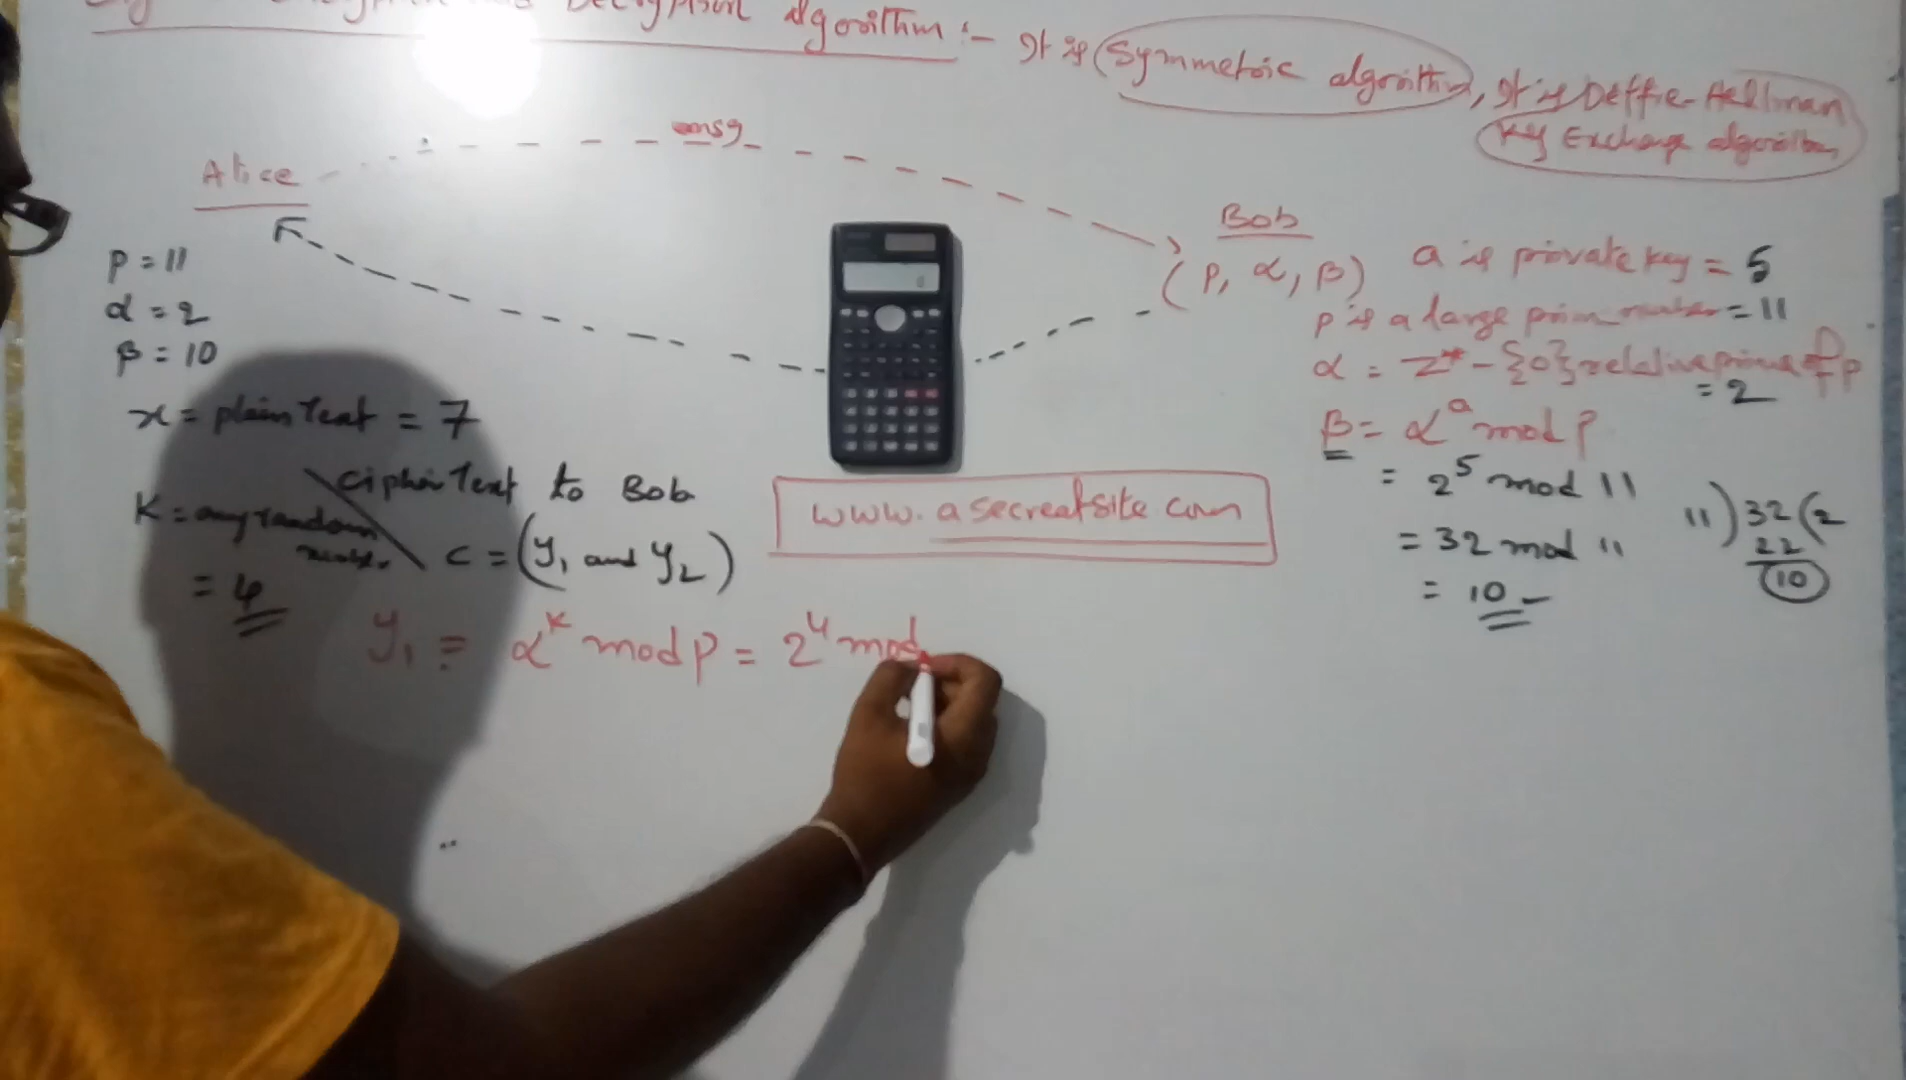 algorithm :- It is Symmetric algorithm, It is Deffie-Hellman
Key Exchange algorithm
msg
Alice
Bob
(P, α, β)
a is private key = 5
P is a large prim number = 11
α = Z* - {0} relative prime of P
= 2
β = α^a mod P
= 2^5 mod 11
= 32 mod 11
= 10
11) 32 (2
22
10
P = 11
α = 2
β = 10
x = plain Text = 7
K = any random
= 4
cipher Text to Bob
C = (y₁ and y₂)
y₁ = α^K mod P = 2^4 mod
www.asecreatsite.com
0